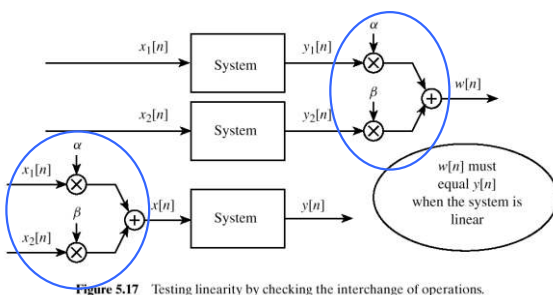 α
x₁[n] System y₁[n]
w[n]
β
x₂[n] System y₂[n]
α
x₁[n]
x[n] System y[n]
β
x₂[n]
w[n] must
equal y[n]
when the system is
linear
Figure 5.17 Testing linearity by checking the interchange of operations.